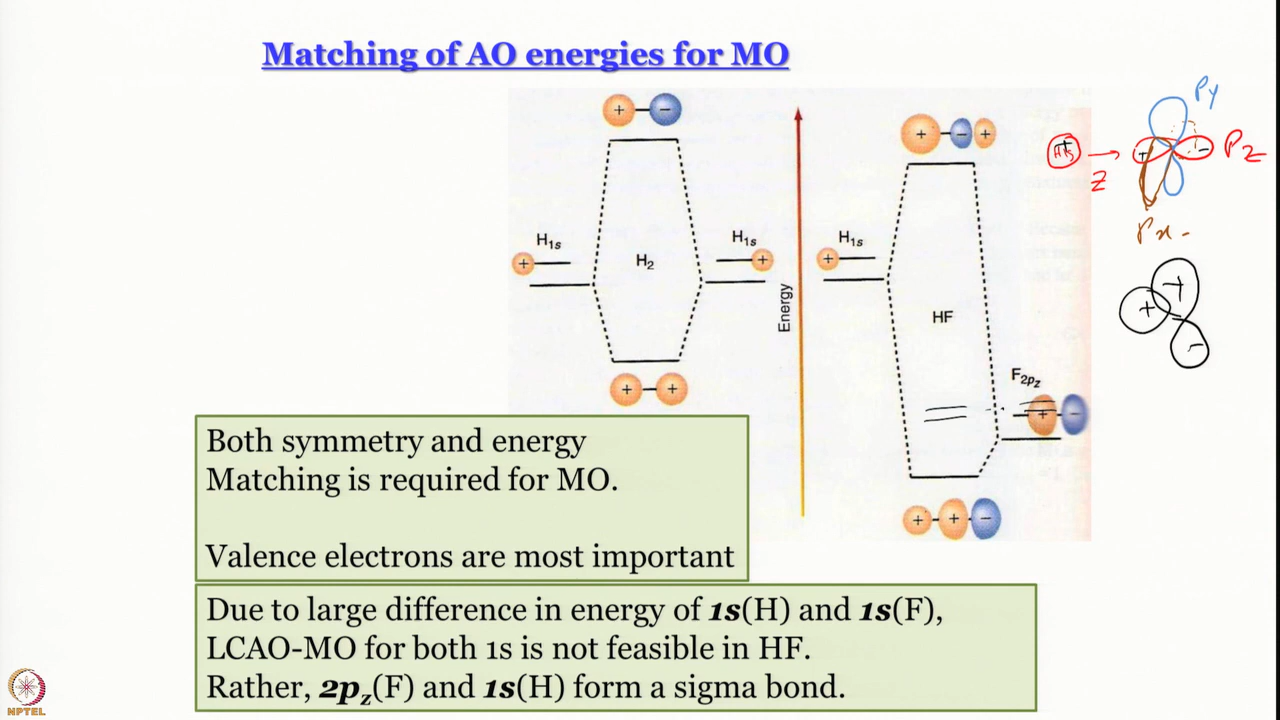 Matching of AO energies for MO
+ - + - +
H1s H1s H1s
+ + +
H2
Energy
HF
F2pz
+ -
+ + + + -
Py
H1s + - Pz
Z
Px
+ +
-
Both symmetry and energy
Matching is required for MO.
Valence electrons are most important
Due to large difference in energy of 1s(H) and 1s(F),
LCAO-MO for both 1s is not feasible in HF.
Rather, 2pz(F) and 1s(H) form a sigma bond.
NPTEL